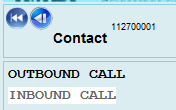 112700001
Contact
OUTBOUND CALL
INBOUND CALL